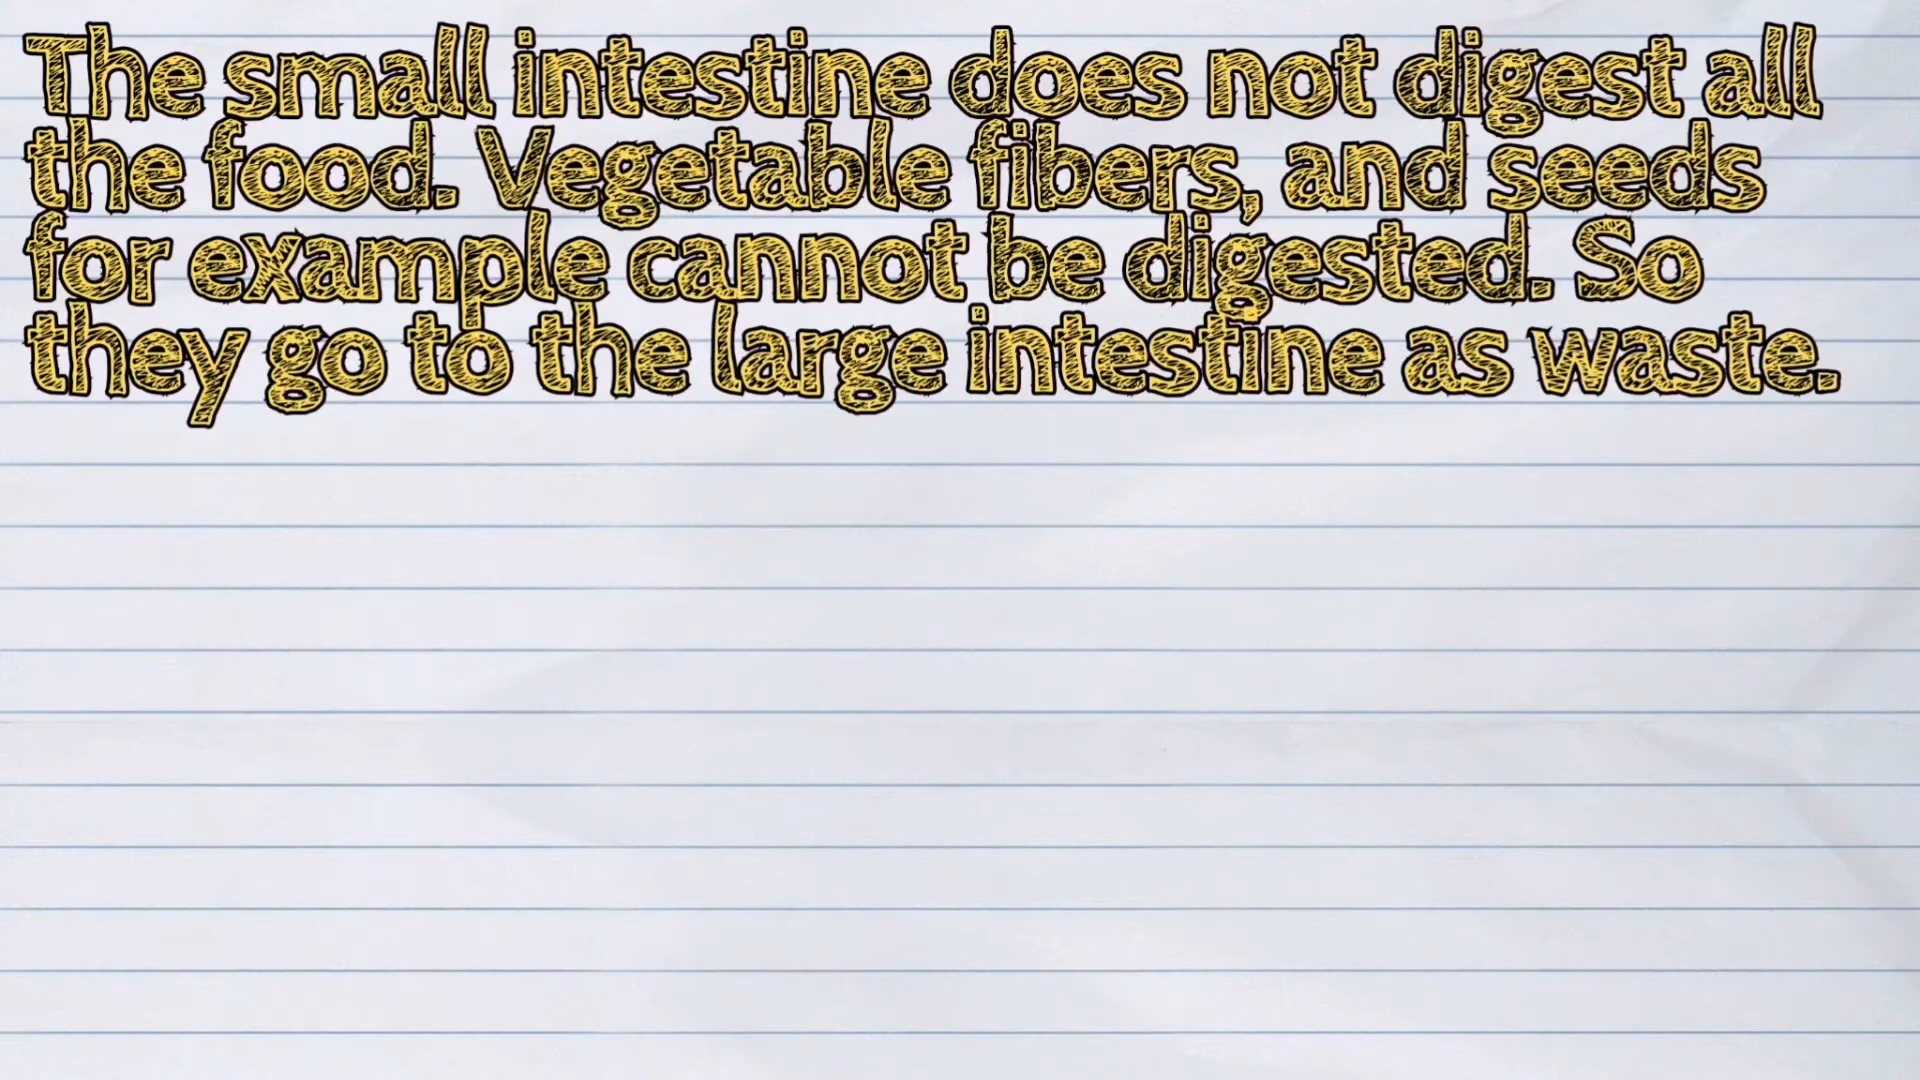 The small intestine does not digest all
the food. Vegetable fibers, and seeds
for example cannot be digested. So
they go to the large intestine as waste.